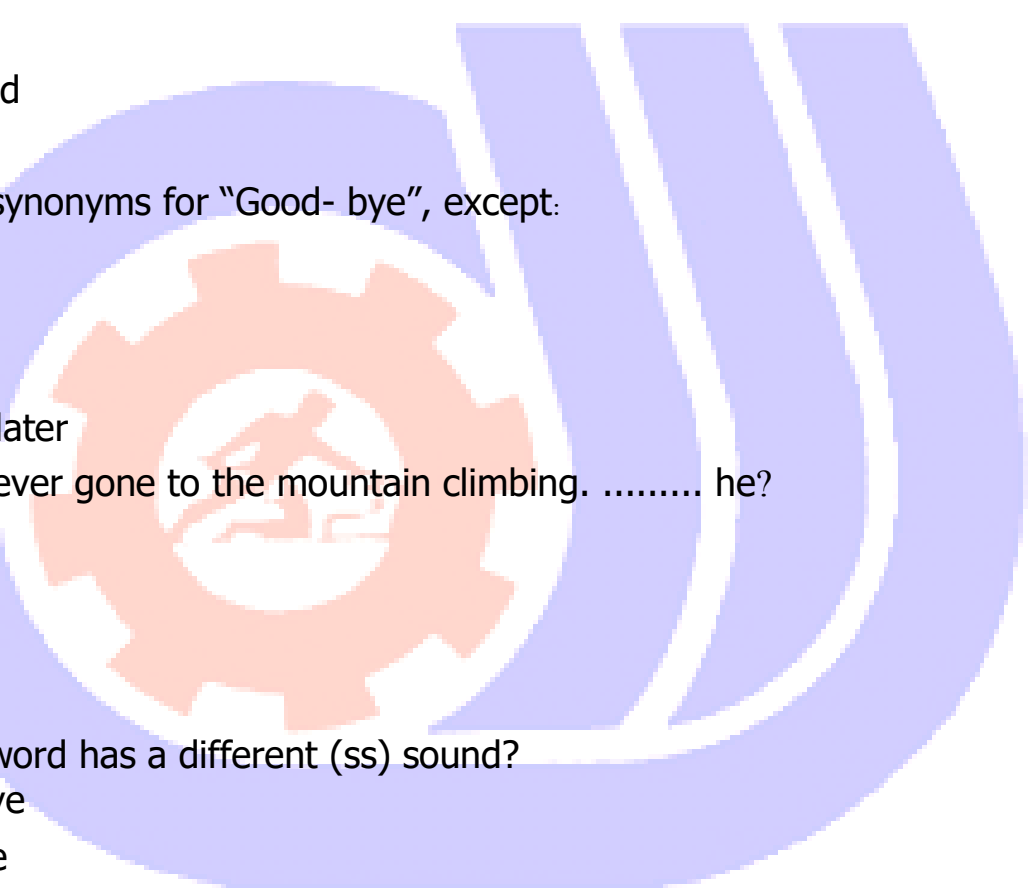 d
synonyms for “Good- bye”, except:
later
ever gone to the mountain climbing. ......... he?
word has a different (ss) sound?
ve
e